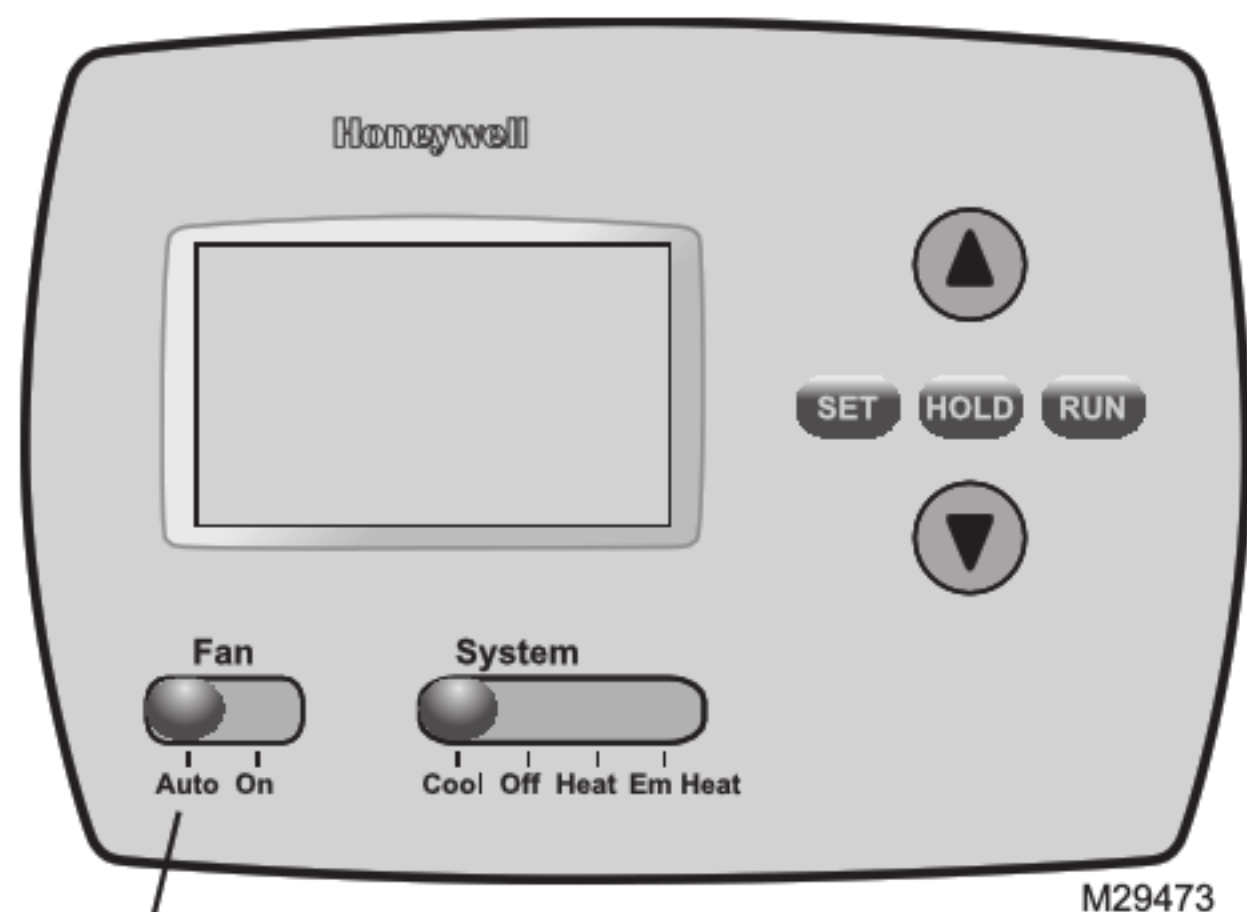 Honeywell
SET HOLD RUN
Fan System
Auto On Cool Off Heat Em Heat
M29473